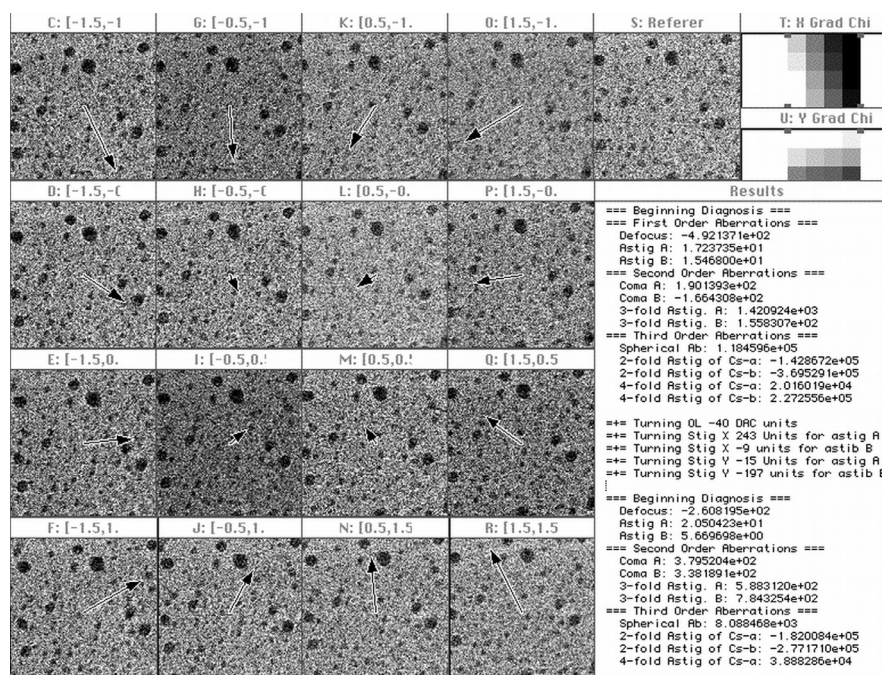 C: [-1.5,-1
G: [-0.5,-1
K: [0.5,-1.
O: [1.5,-1.
S: Referer
T: X Grad Chi
U: Y Grad Chi
D: [-1.5,-0
H: [-0.5,-0
L: [0.5,-0.
P: [1.5,-0.
Results
E: [-1.5,0.
I: [-0.5,0.5
M: [0.5,0.5
Q: [1.5,0.5
F: [-1.5,1.
J: [-0.5,1.
N: [0.5,1.5
R: [1.5,1.5
=== Beginning Diagnosis ===
=== First Order Aberrations ===
Defocus: -4.921371e+02
Astig A: 1.723735e+01
Astig B: 1.546800e+01
=== Second Order Aberrations ===
Coma A: 1.901393e+02
Coma B: -1.664308e+02
3-fold Astig. A: 1.420924e+03
3-fold Astig. B: 1.558307e+02
=== Third Order Aberrations ===
Spherical Ab: 1.184596e+05
2-fold Astig of Cs-a: -1.428672e+05
2-fold Astig of Cs-b: -3.695291e+05
4-fold Astig of Cs-a: 2.016019e+04
4-fold Astig of Cs-b: 2.272556e+05
=+= Turning OL -40 DAC units
=+= Turning Stig X 243 Units for astig A
=+= Turning Stig X -9 units for astib B
=+= Turning Stig Y -15 Units for astig A
=+= Turning Stig Y -197 units for astib B
=== Beginning Diagnosis ===
Defocus: -2.608195e+02
Astig A: 2.050423e+01
Astig B: 5.669698e+00
=== Second Order Aberrations ===
Coma A: 3.795204e+02
Coma B: 3.381891e+02
3-fold Astig. A: 5.883120e+02
3-fold Astig. B: 7.843254e+02
=== Third Order Aberrations ===
Spherical Ab: 8.088468e+03
2-fold Astig of Cs-a: -1.820084e+05
2-fold Astig of Cs-b: -2.771710e+05
4-fold Astig of Cs-a: 3.888286e+04